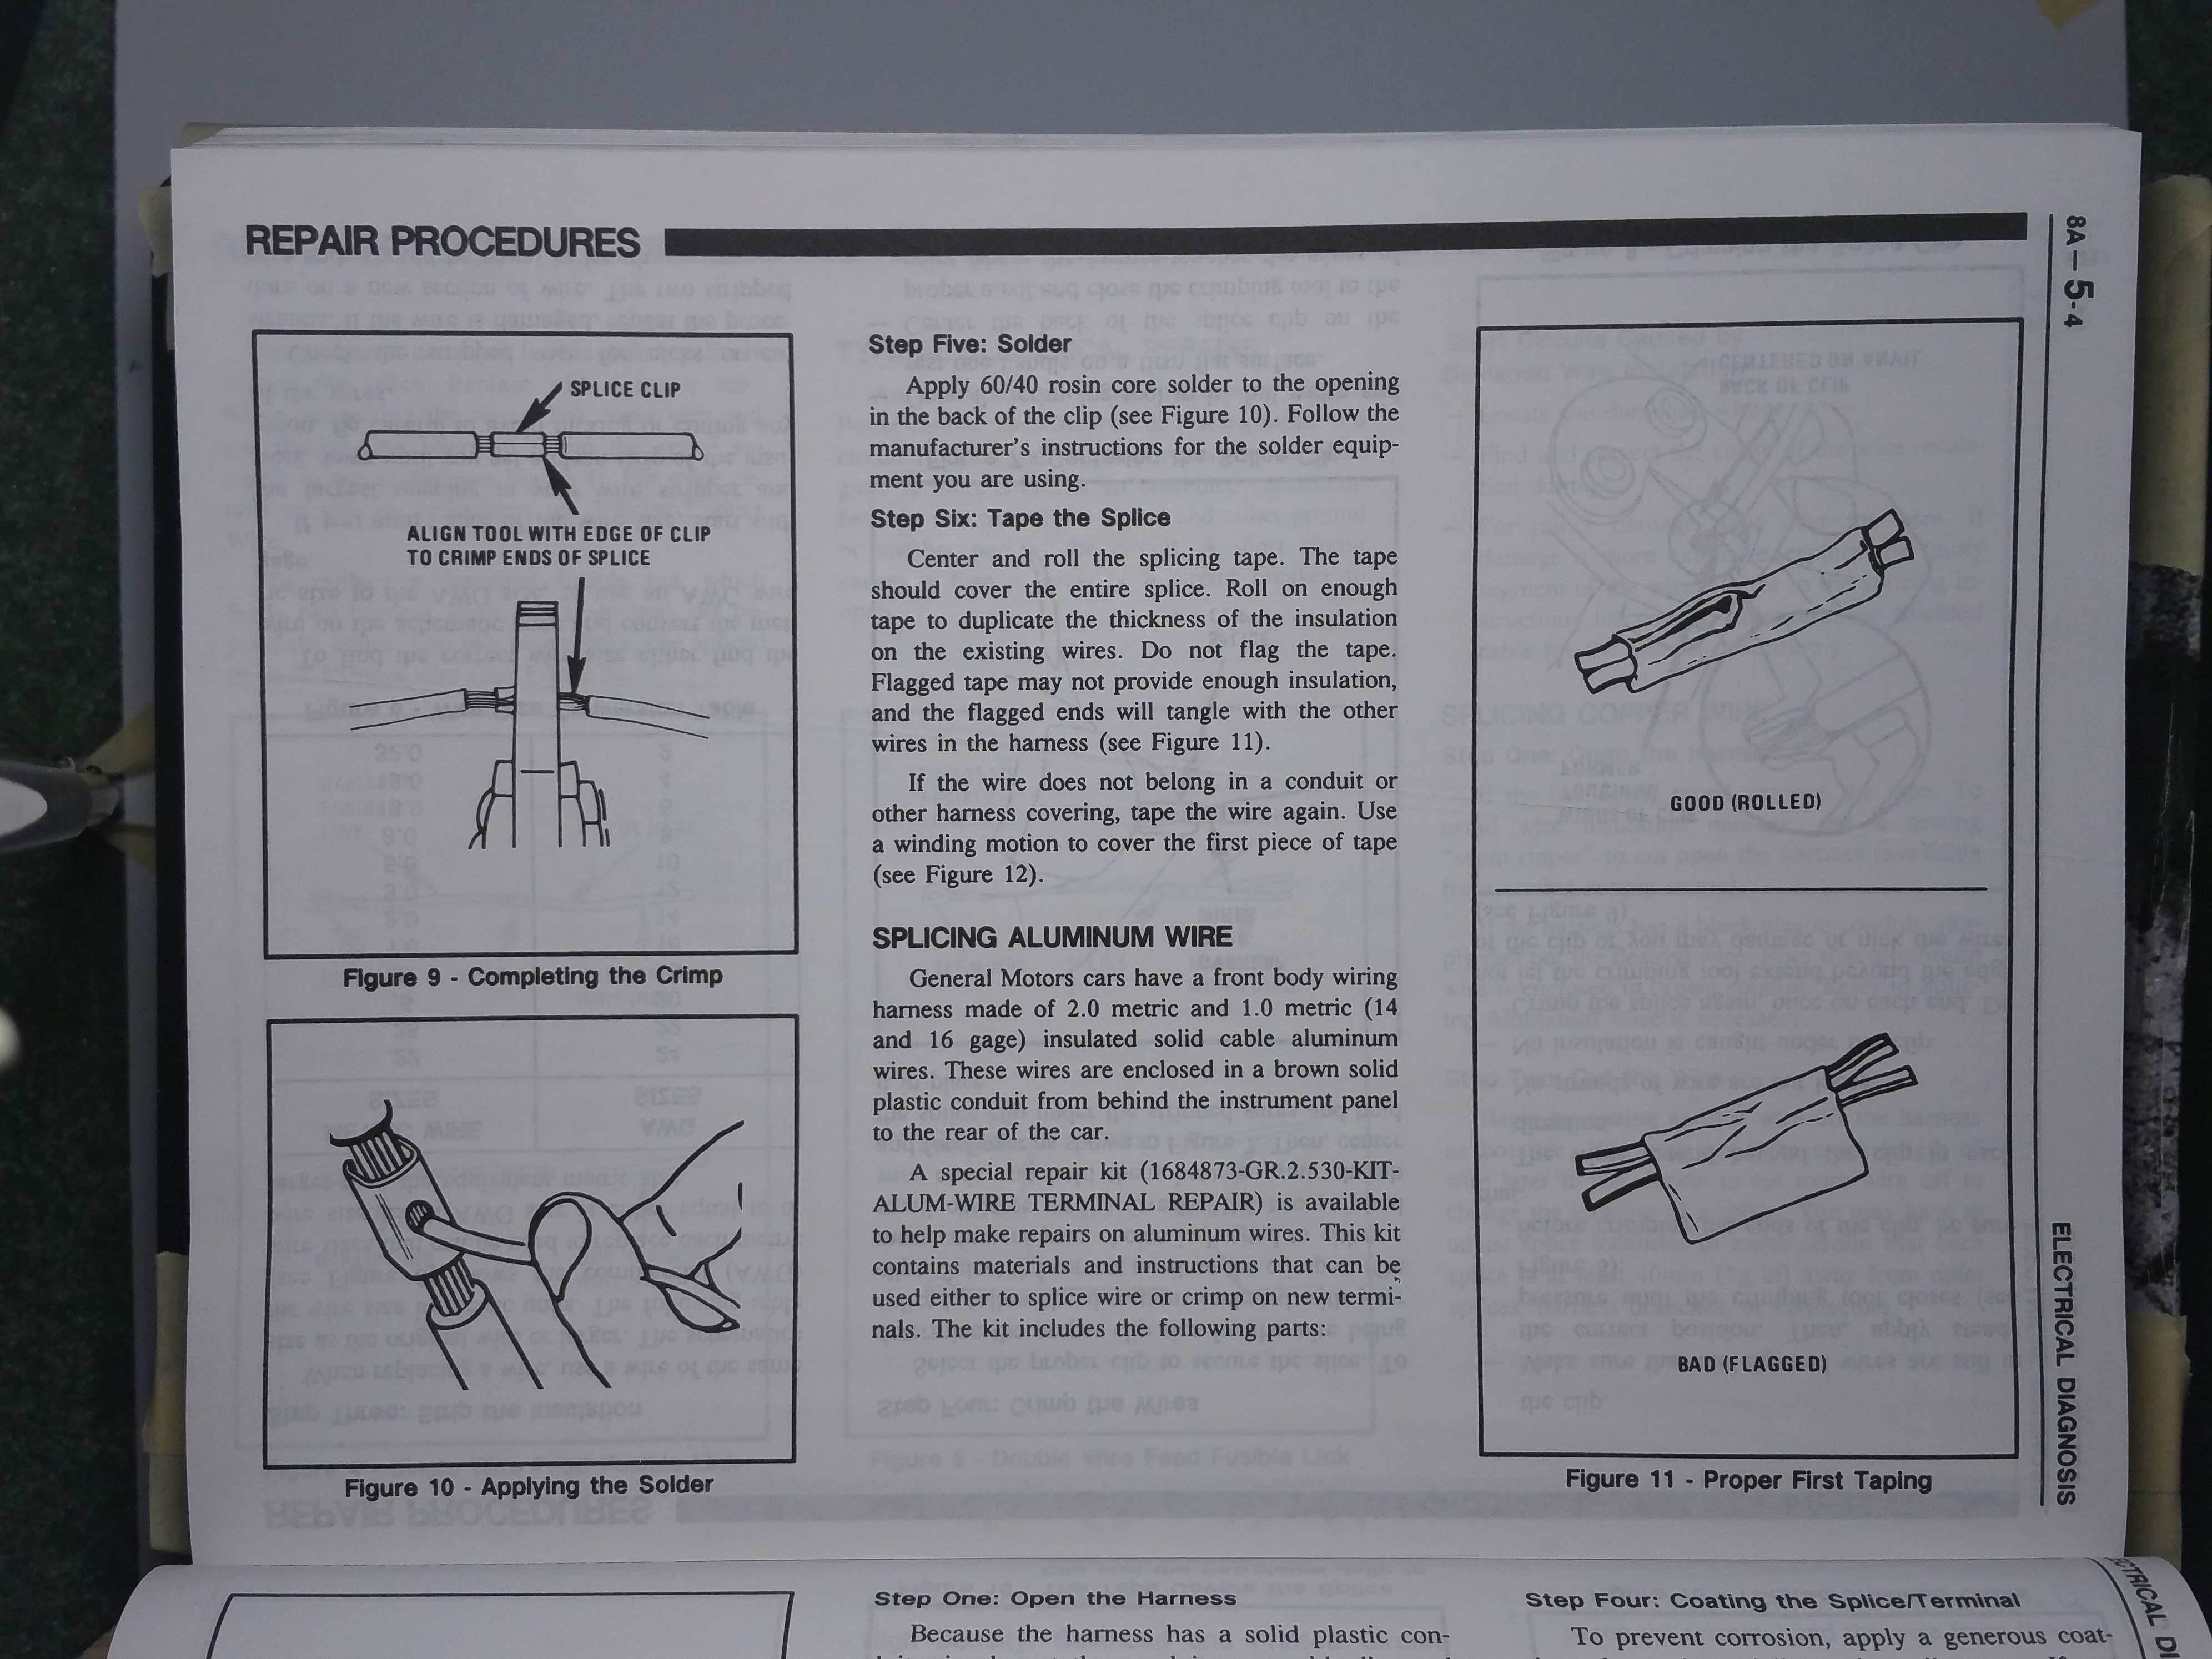 REPAIR PROCEDURES
8A — 5-4
ELECTRICAL DIAGNOSIS
SPLICE CLIP
ALIGN TOOL WITH EDGE OF CLIP
TO CRIMP ENDS OF SPLICE
Figure 9 - Completing the Crimp
Figure 10 - Applying the Solder
Step Five: Solder
Apply 60/40 rosin core solder to the opening
in the back of the clip (see Figure 10). Follow the
manufacturer's instructions for the solder equip-
ment you are using.
Step Six: Tape the Splice
Center and roll the splicing tape. The tape
should cover the entire splice. Roll on enough
tape to duplicate the thickness of the insulation
on the existing wires. Do not flag the tape.
Flagged tape may not provide enough insulation,
and the flagged ends will tangle with the other
wires in the harness (see Figure 11).
If the wire does not belong in a conduit or
other harness covering, tape the wire again. Use
a winding motion to cover the first piece of tape
(see Figure 12).
SPLICING ALUMINUM WIRE
General Motors cars have a front body wiring
harness made of 2.0 metric and 1.0 metric (14
and 16 gage) insulated solid cable aluminum
wires. These wires are enclosed in a brown solid
plastic conduit from behind the instrument panel
to the rear of the car.
A special repair kit (1684873-GR.2.530-KIT-
ALUM-WIRE TERMINAL REPAIR) is available
to help make repairs on aluminum wires. This kit
contains materials and instructions that can be
used either to splice wire or crimp on new termi-
nals. The kit includes the following parts:
GOOD (ROLLED)
BAD (FLAGGED)
Figure 11 - Proper First Taping
Step One: Open the Harness
Because the harness has a solid plastic con-
Step Four: Coating the Splice/Terminal
To prevent corrosion, apply a generous coat-